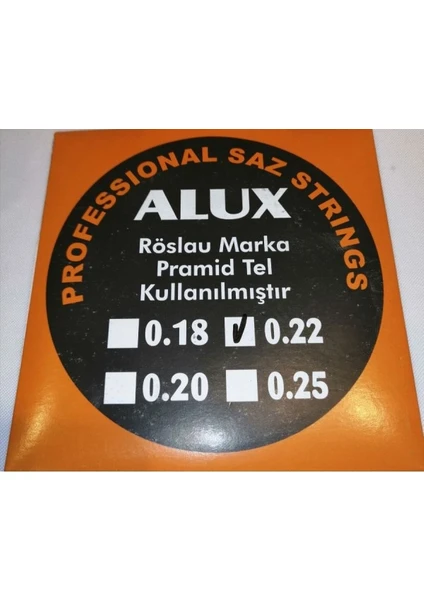 PROFESSIONAL SAZ STRINGS
ALUX
Röslau Marka
Pramid Tel
Kullanılmıştır
0.18 0.22
0.20 0.25